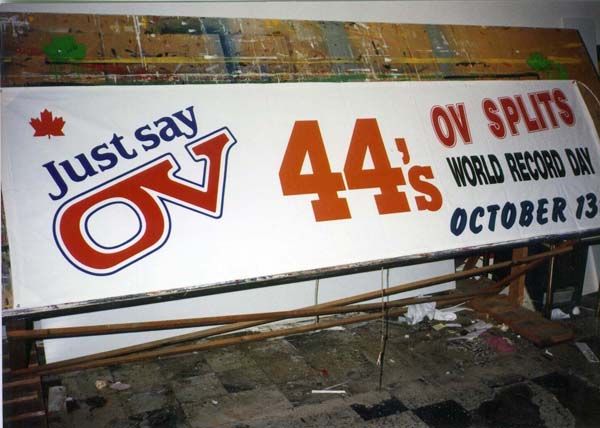 Just say
OV
44's
OV SPLITS
WORLD RECORD DAY
OCTOBER 13